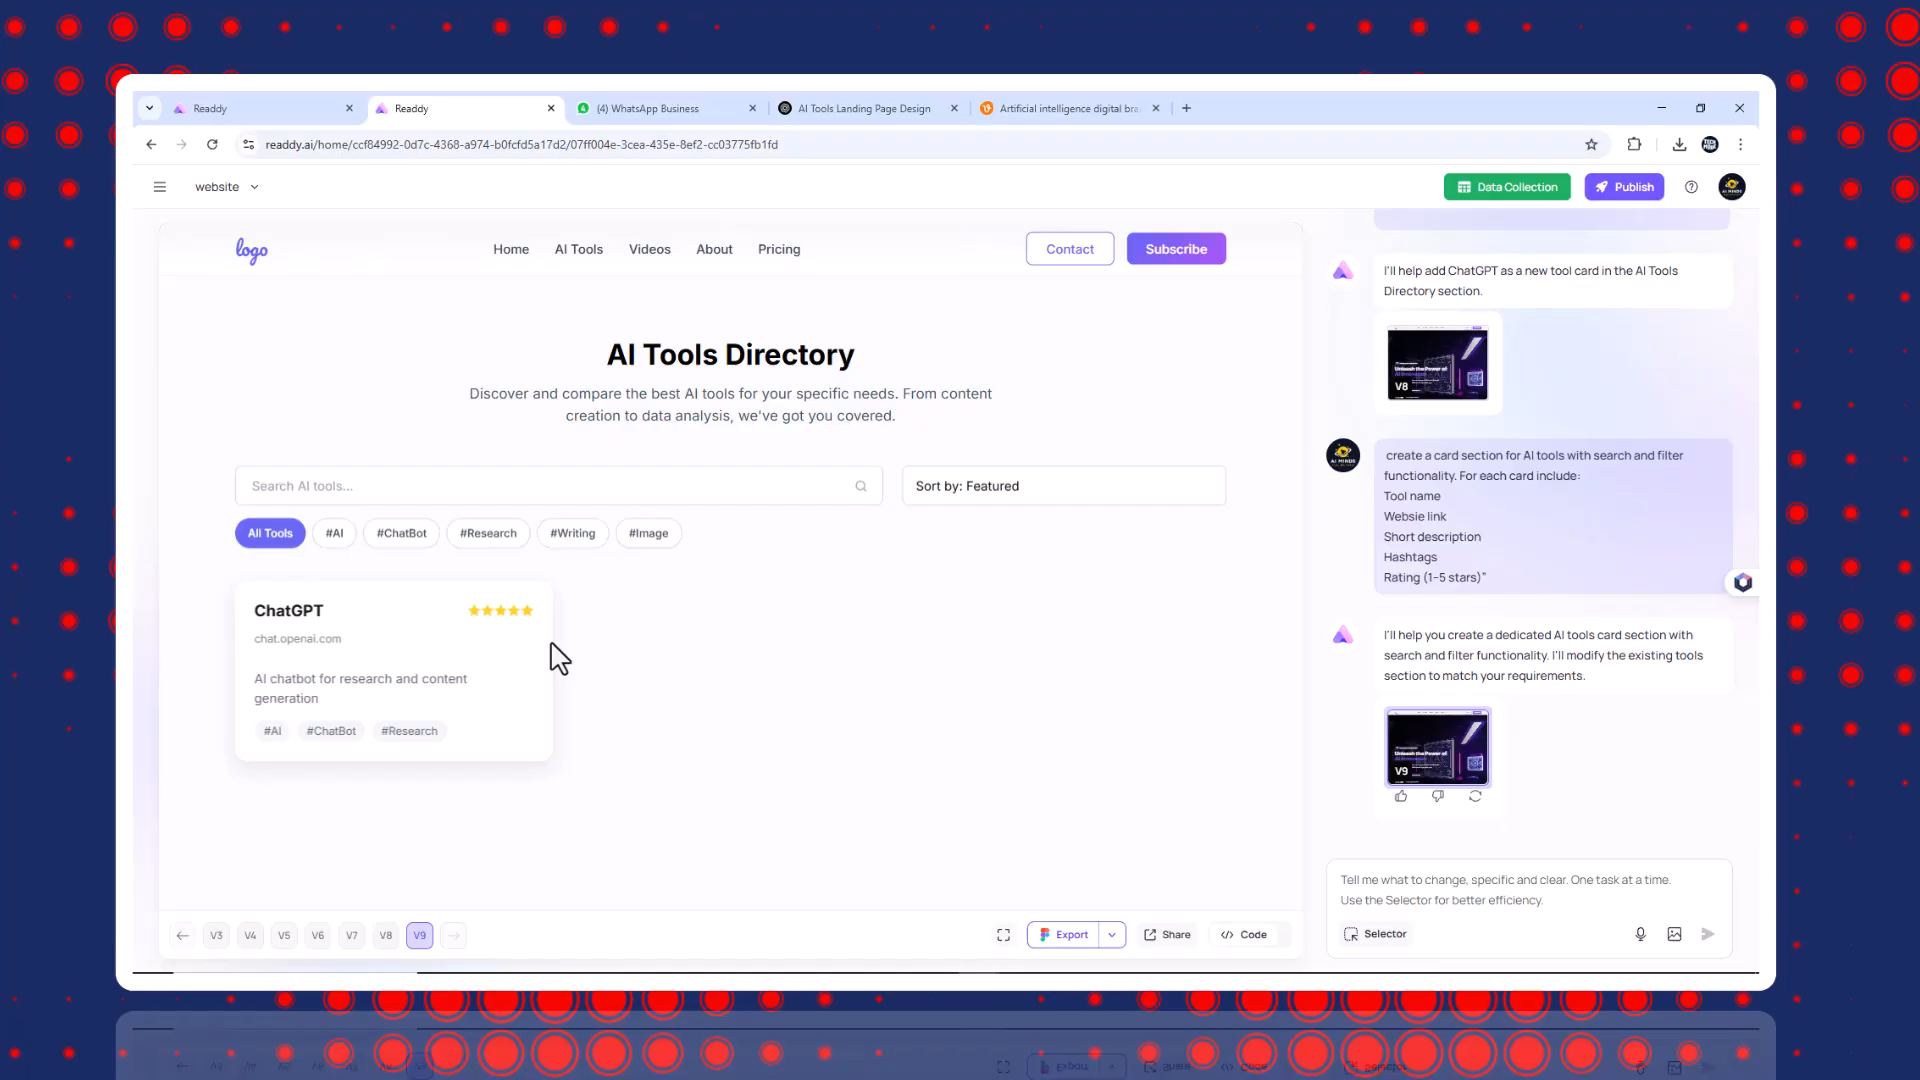 Readdy
Readdy
(4) WhatsApp Business
AI Tools Landing Page Design
Artificial intelligence digital bra
readdy.ai/home/ccf84992-0d7c-4368-a974-b0fcfd5a17d2/07ff004e-3cea-435e-8ef2-cc03775fb1fd
website
Data Collection
Publish
logo
Home
AI Tools
Videos
About
Pricing
Contact
Subscribe
AI Tools Directory
Discover and compare the best AI tools for your specific needs. From content
creation to data analysis, we've got you covered.
Search AI tools...
Sort by: Featured
All Tools
#AI
#ChatBot
#Research
#Writing
#Image
ChatGPT
chat.openai.com
AI chatbot for research and content
generation
#AI
#ChatBot
#Research
V3
V4
V5
V6
V7
V8
V9
Export
Share
Code
I'll help add ChatGPT as a new tool card in the AI Tools
Directory section.
Unleash the Power of
V8
create a card section for AI tools with search and filter
functionality. For each card include:
Tool name
Websie link
Short description
Hashtags
Rating (1–5 stars)"
I'll help you create a dedicated AI tools card section with
search and filter functionality. I'll modify the existing tools
section to match your requirements.
Unleash the Power of
V9
Tell me what to change, specific and clear. One task at a time.
Use the Selector for better efficiency.
Selector